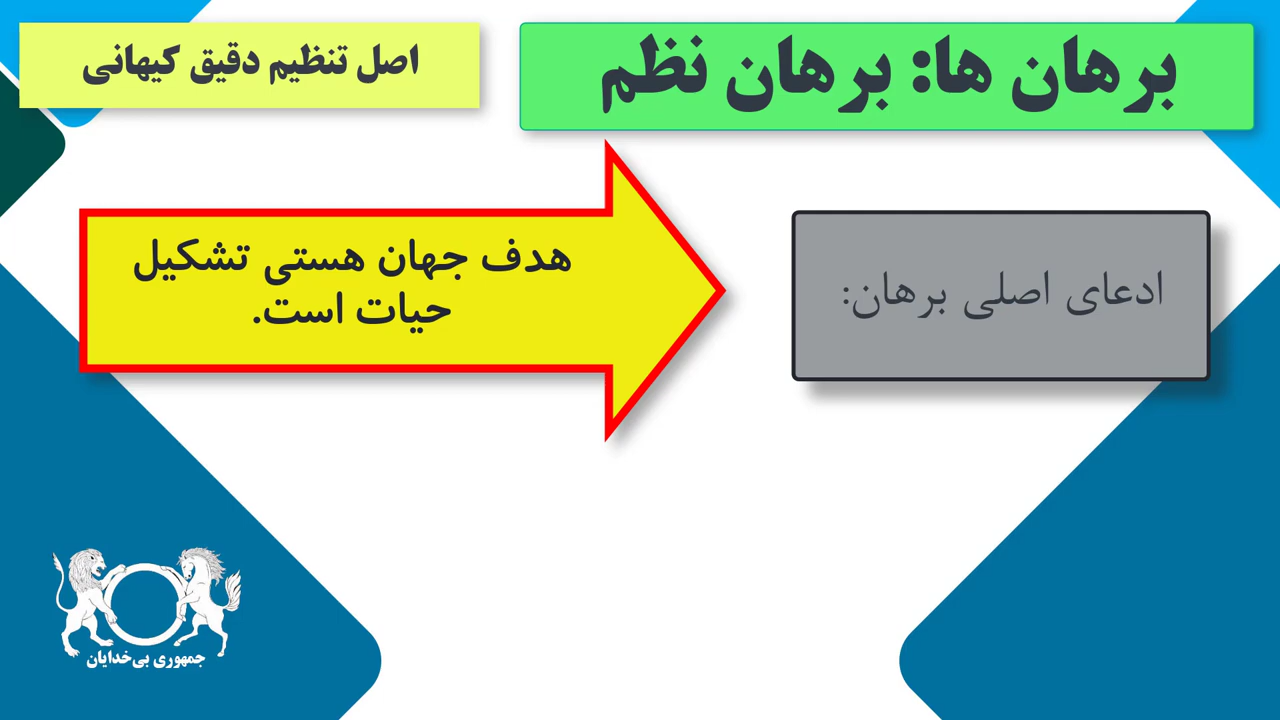 برهان ها: برهان نظم
اصل تنظیم دقیق کیهانی
ادعای اصلی برهان:
هدف جهان هستی تشکیل
حیات است.
جمهوری بی‌خدایان